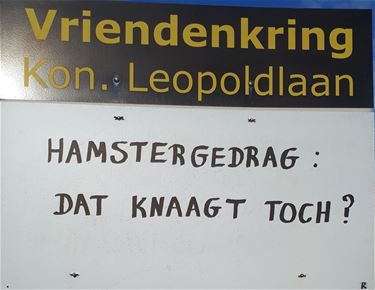 Vriendenkring
Kon. Leopoldlaan
HAMSTERGEDRAG :
DAT KNAAGT TOCH ?
R